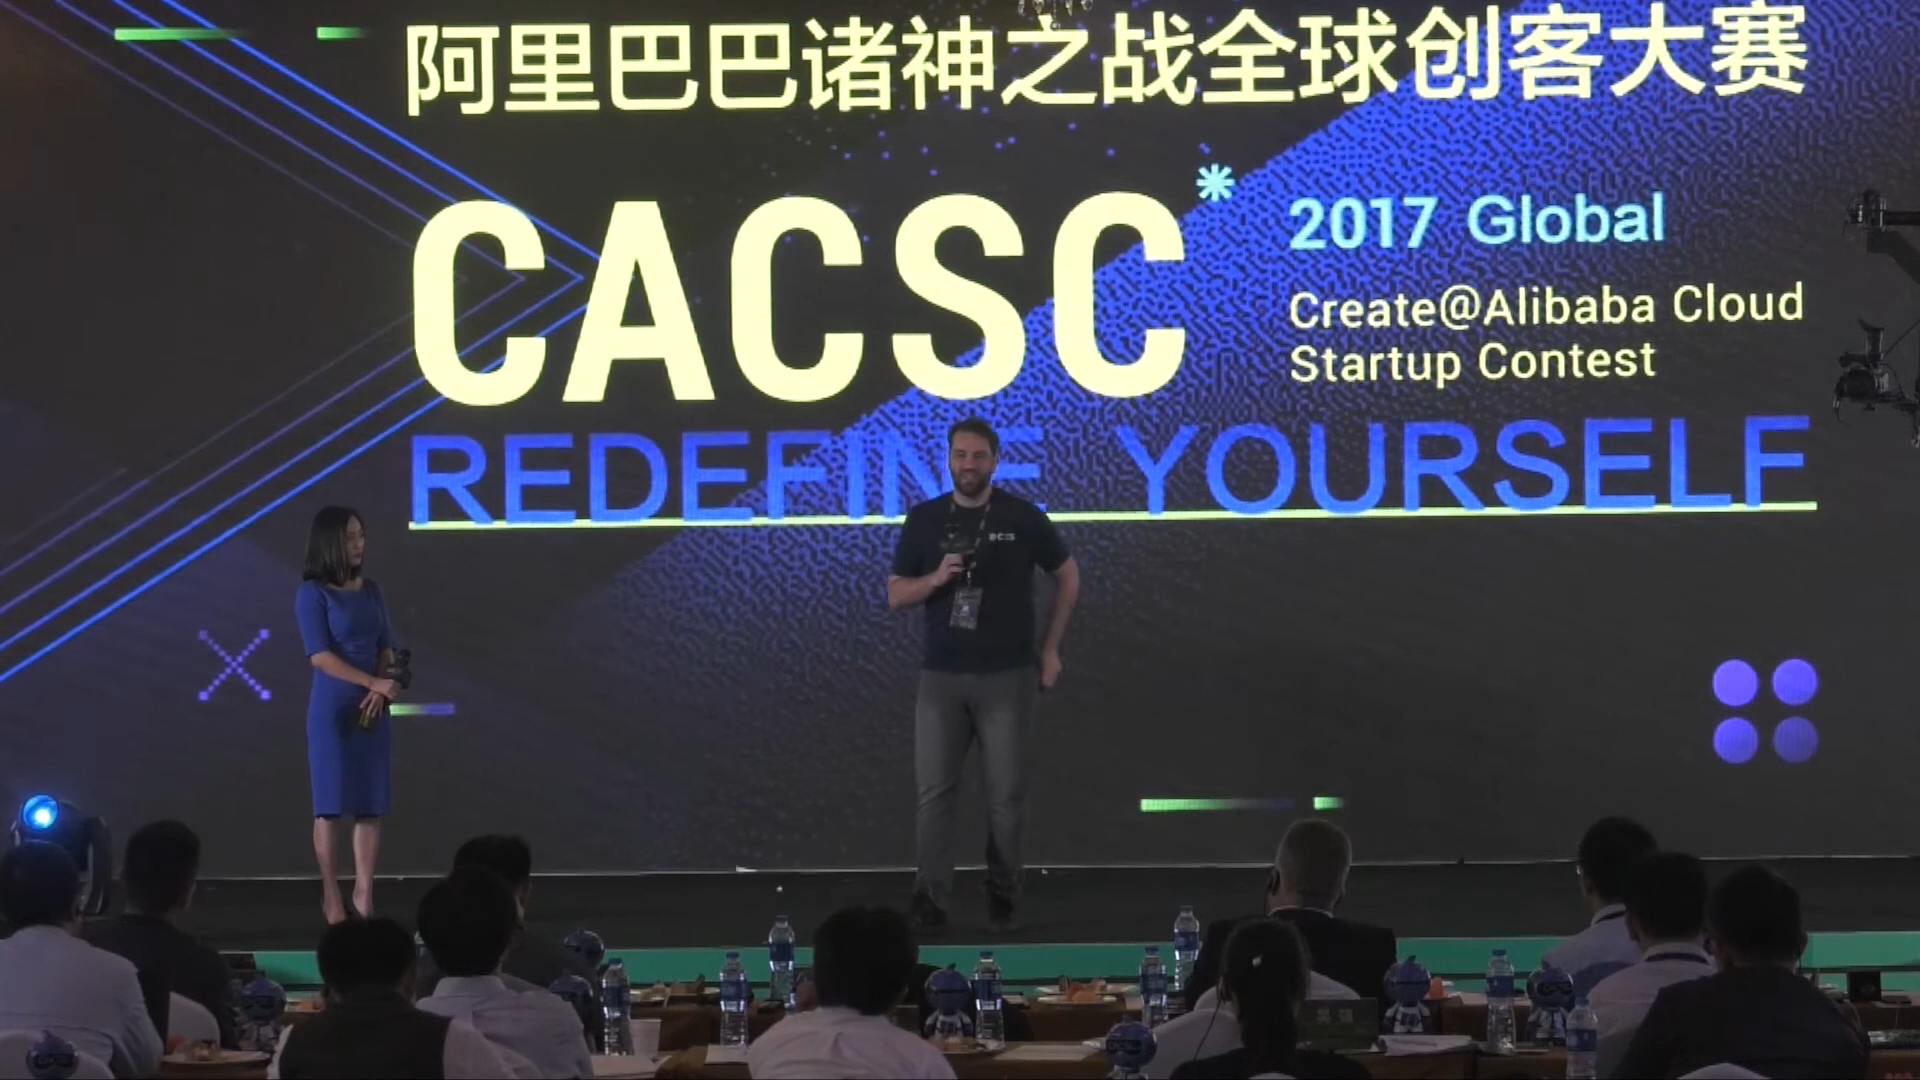 阿里巴巴诸神之战全球创客大赛
CACSC*
2017 Global
Create@Alibaba Cloud
Startup Contest
REDEFINE YOURSELF